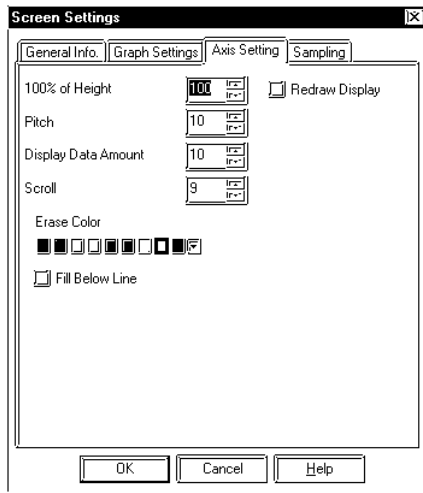 Screen Settings
General Info. Graph Settings Axis Setting Sampling
100% of Height 100 Redraw Display
Pitch 10
Display Data Amount 10
Scroll 9
Erase Color
Fill Below Line
OK Cancel Help